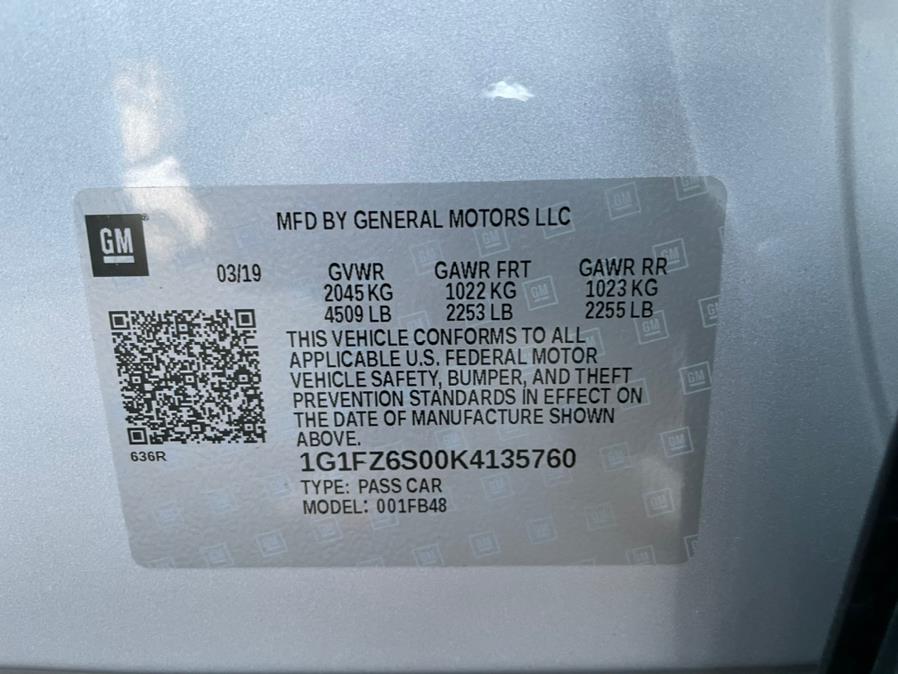 MFD BY GENERAL MOTORS LLC
GM
03/19
GVWR GAWR FRT GAWR RR
2045 KG 1022 KG 1023 KG
4509 LB 2253 LB 2255 LB
THIS VEHICLE CONFORMS TO ALL
APPLICABLE U.S. FEDERAL MOTOR
VEHICLE SAFETY, BUMPER, AND THEFT
PREVENTION STANDARDS IN EFFECT ON
THE DATE OF MANUFACTURE SHOWN
ABOVE.
636R
1G1FZ6S00K4135760
TYPE: PASS CAR
MODEL: 001FB48